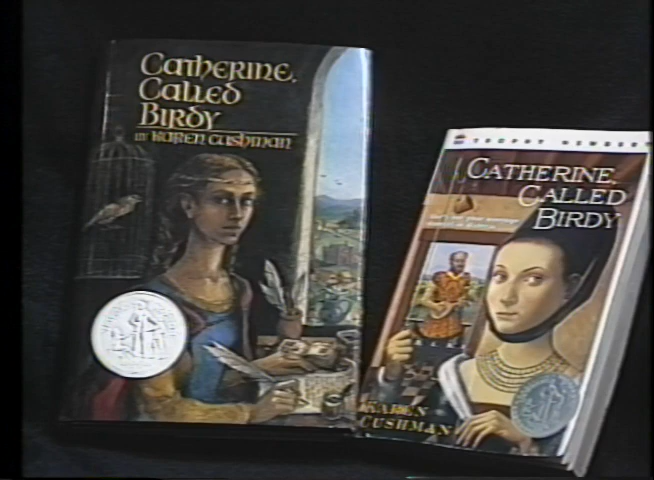 CATHERINE,
CALLED
BIRDY
BY KAREN CUSHMAN
TROPHY NEWBERY
CATHERINE,
CALLED
BIRDY
KAREN
CUSHMAN